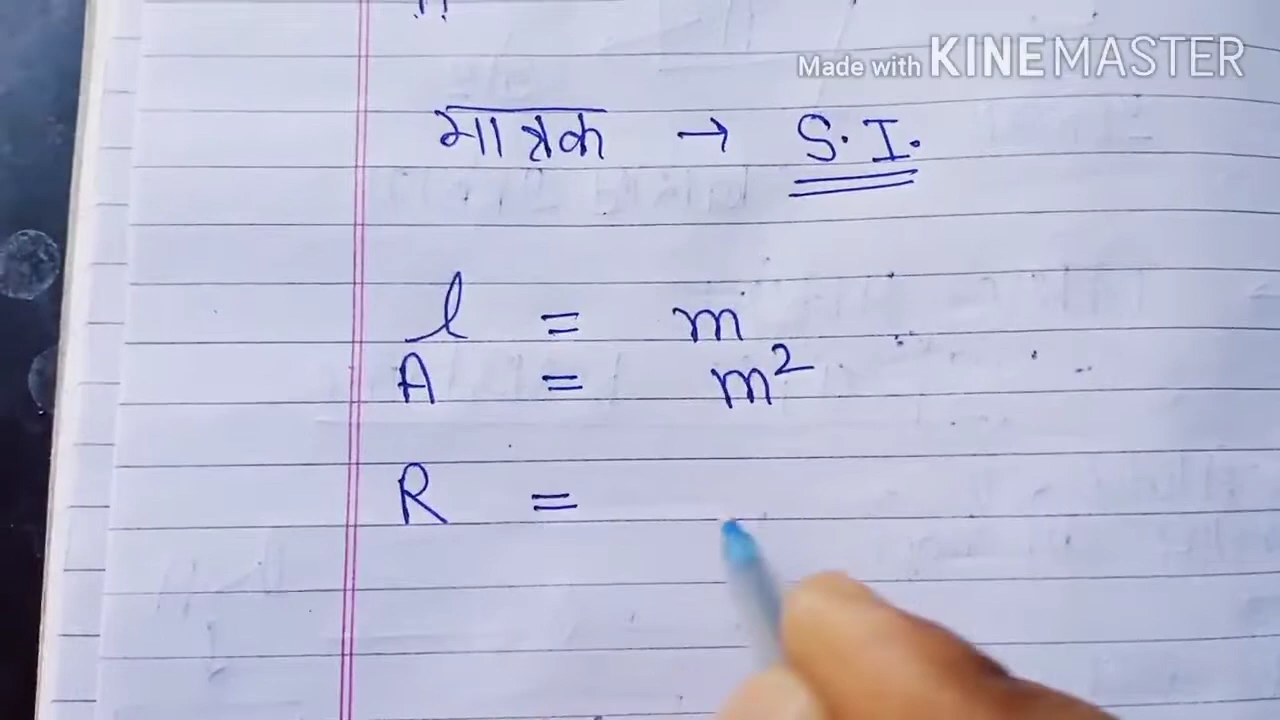 Made with KINEMASTER
मात्रक → S.I.
l = m
A = m²
R =